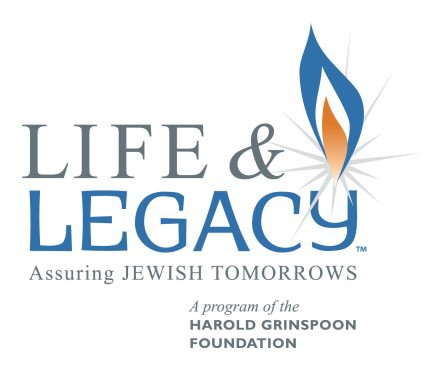 LIFE &
LEGACY™
Assuring JEWISH TOMORROWS
A program of the
HAROLD GRINSPOON
FOUNDATION